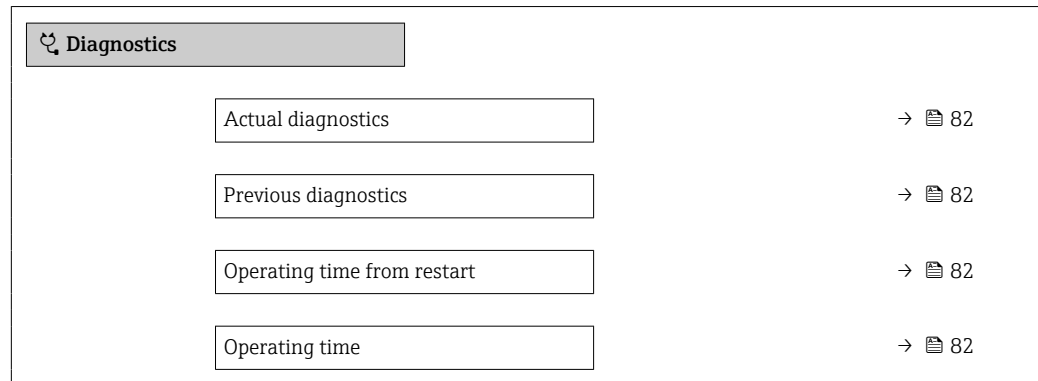 Diagnostics
Actual diagnostics → 82
Previous diagnostics → 82
Operating time from restart → 82
Operating time → 82